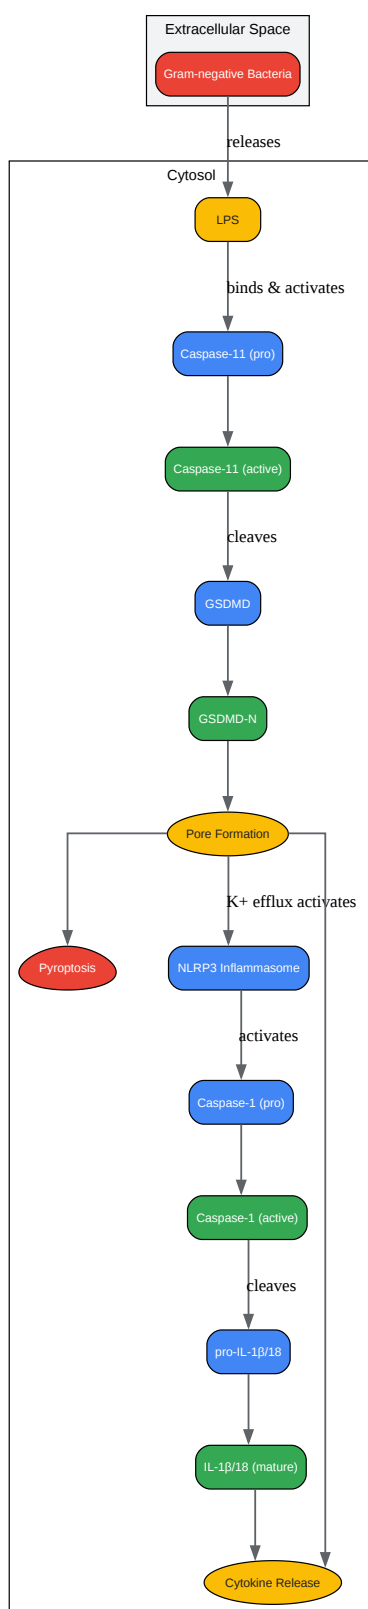 Extracellular Space
Gram-negative Bacteria
releases
Cytosol
LPS
binds & activates
Caspase-11 (pro)
Caspase-11 (active)
cleaves
GSDMD
GSDMD-N
Pore Formation
K+ efflux activates
Pyroptosis
NLRP3 Inflammasome
activates
Caspase-1 (pro)
Caspase-1 (active)
cleaves
pro-IL-1β/18
IL-1β/18 (mature)
Cytokine Release